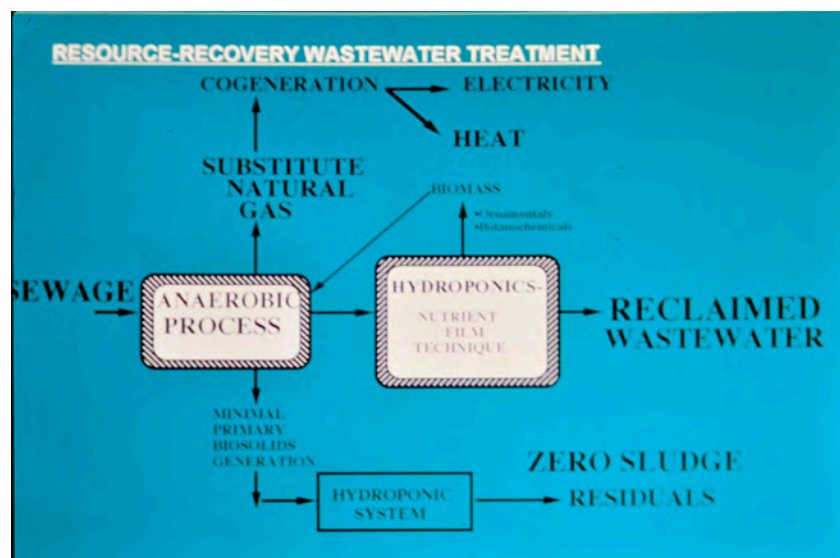 RESOURCE-RECOVERY WASTEWATER TREATMENT
COGENERATION
ELECTRICITY
HEAT
SUBSTITUTE
NATURAL
GAS
BIOMASS
•Ornamentals
•Botanochemicals
SEWAGE
ANAEROBIC
PROCESS
HYDROPONICS-
NUTRIENT
FILM
TECHNIQUE
RECLAIMED
WASTEWATER
MINIMAL
PRIMARY
BIOSOLIDS
GENERATION
HYDROPONIC
SYSTEM
ZERO SLUDGE
RESIDUALS